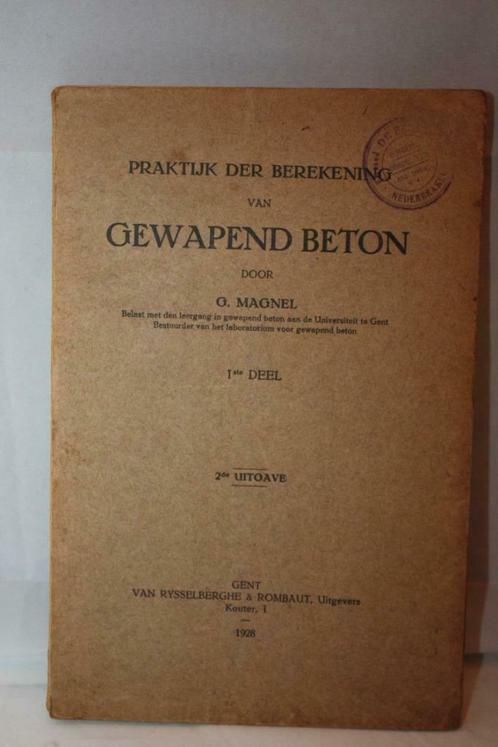 PRAKTIJK DER BEREKENING
VAN
GEWAPEND BETON
DOOR
G. MAGNEL
Belast met den leergang in gewapend beton aan de Universiteit te Gent
Bestuurder van het laboratorium voor gewapend beton
1ste DEEL
2de UITGAVE
GENT
VAN RYSSELBERGHE & ROMBAUT, Uitgevers
Kouter, 1
1928